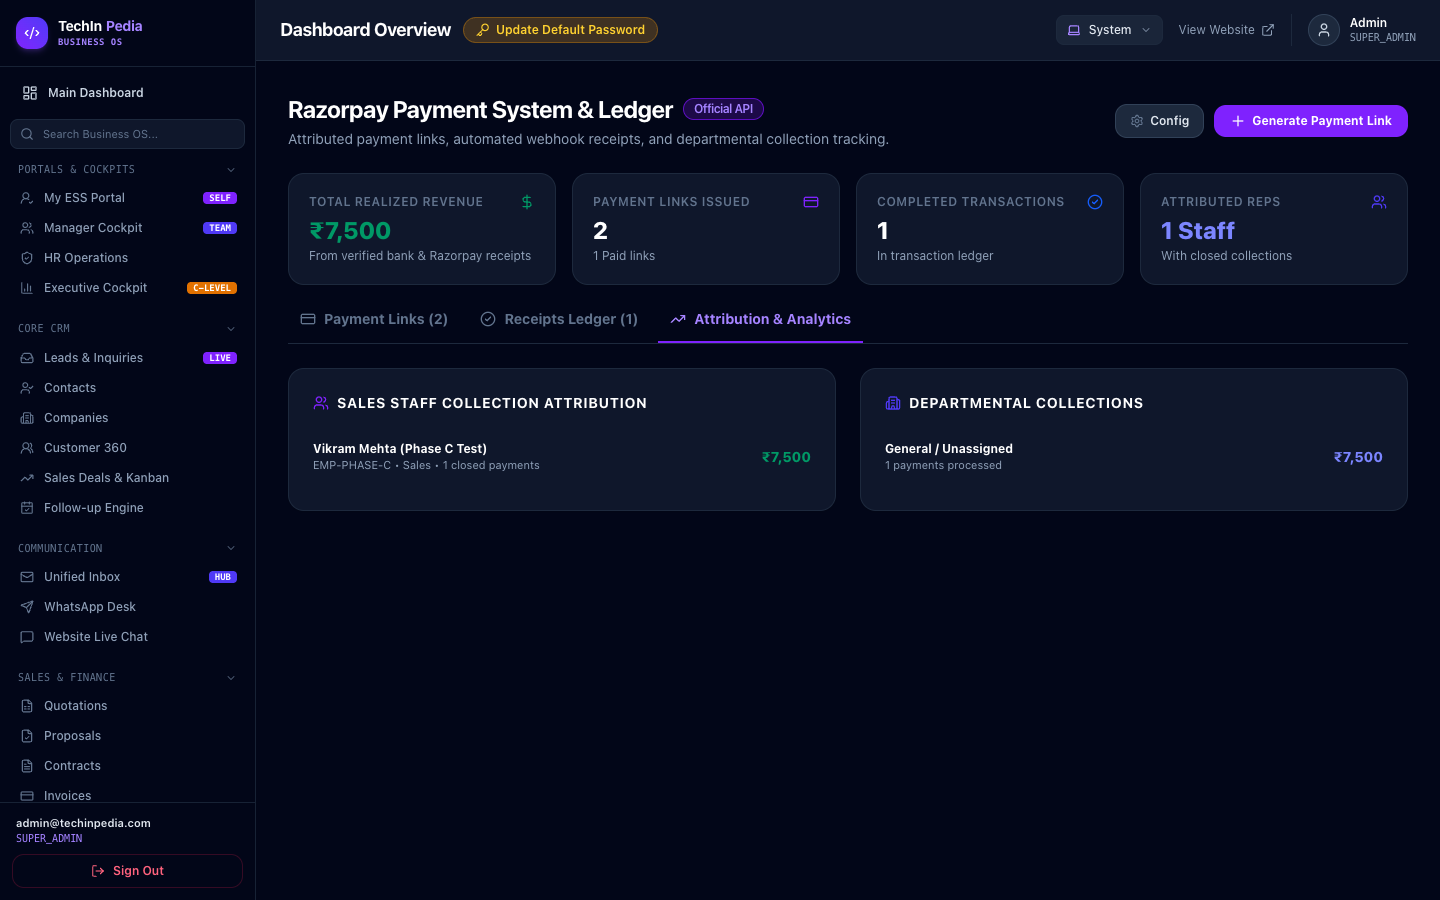 TechIn Pedia
BUSINESS OS
Main Dashboard
Search Business OS...
PORTALS & COCKPITS
My ESS Portal SELF
Manager Cockpit TEAM
HR Operations
Executive Cockpit C-LEVEL
CORE CRM
Leads & Inquiries LIVE
Contacts
Companies
Customer 360
Sales Deals & Kanban
Follow-up Engine
COMMUNICATION
Unified Inbox HUB
WhatsApp Desk
Website Live Chat
SALES & FINANCE
Quotations
Proposals
Contracts
Invoices
admin@techinpedia.com
SUPER_ADMIN
Sign Out
Dashboard Overview
Update Default Password
System
View Website
Admin
SUPER_ADMIN
Razorpay Payment System & Ledger
Official API
Attributed payment links, automated webhook receipts, and departmental collection tracking.
Config
Generate Payment Link
TOTAL REALIZED REVENUE
₹7,500
From verified bank & Razorpay receipts
PAYMENT LINKS ISSUED
2
1 Paid links
COMPLETED TRANSACTIONS
1
In transaction ledger
ATTRIBUTED REPS
1 Staff
With closed collections
Payment Links (2)
Receipts Ledger (1)
Attribution & Analytics
SALES STAFF COLLECTION ATTRIBUTION
Vikram Mehta (Phase C Test)
EMP-PHASE-C • Sales • 1 closed payments
₹7,500
DEPARTMENTAL COLLECTIONS
General / Unassigned
1 payments processed
₹7,500